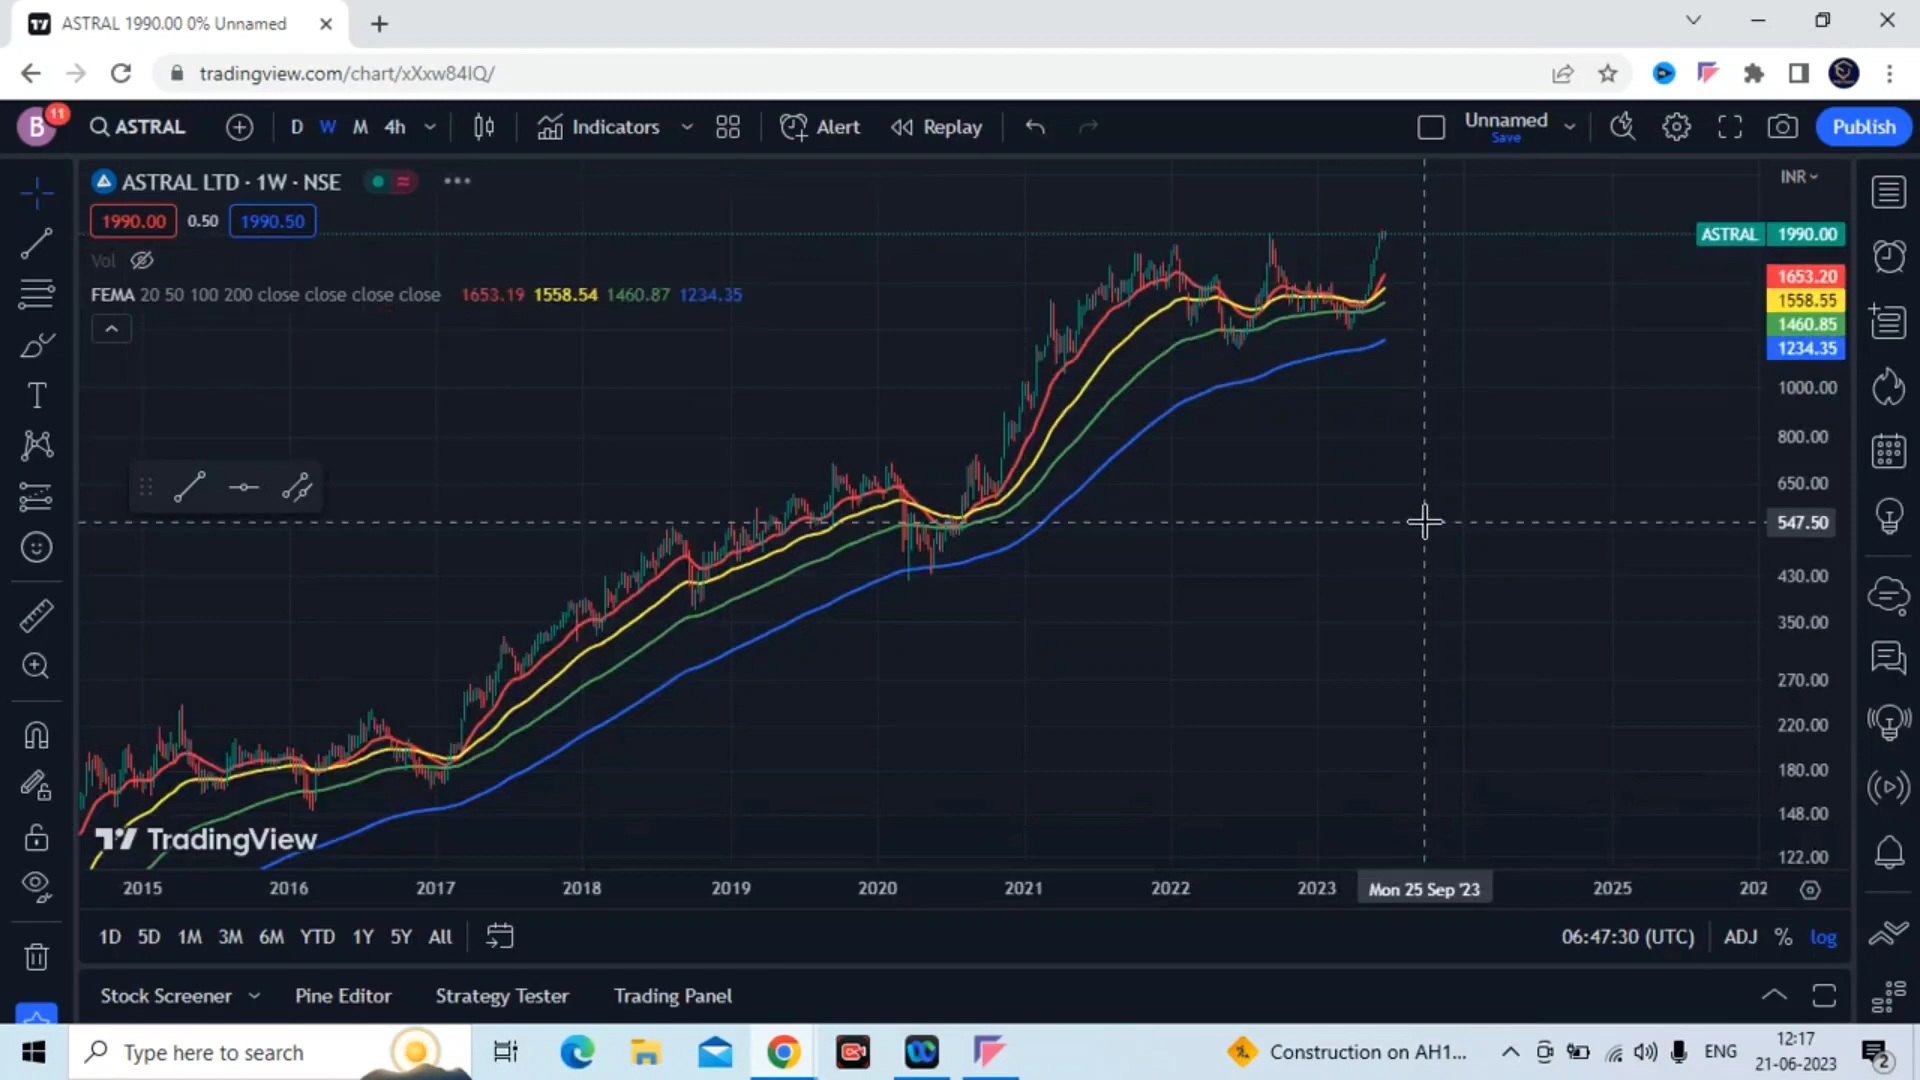 ASTRAL 1990.00 0% Unnamed
tradingview.com/chart/xXxw84IQ/
B 11 ASTRAL D W M 4h Indicators Alert Replay Unnamed Save Publish
ASTRAL LTD · 1W · NSE INR
1990.00 0.50 1990.50
ASTRAL 1990.00
Vol
FEMA 20 50 100 200 close close close close 1653.19 1558.54 1460.87 1234.35
1653.20
1558.55
1460.85
1234.35
1000.00
800.00
650.00
547.50
430.00
350.00
270.00
220.00
180.00
148.00
122.00
TradingView
2015 2016 2017 2018 2019 2020 2021 2022 2023 Mon 25 Sep '23 2025 202
1D 5D 1M 3M 6M YTD 1Y 5Y All 06:47:30 (UTC) ADJ % log
Stock Screener Pine Editor Strategy Tester Trading Panel
Type here to search Construction on AH1... ENG 12:17
21-06-2023 2